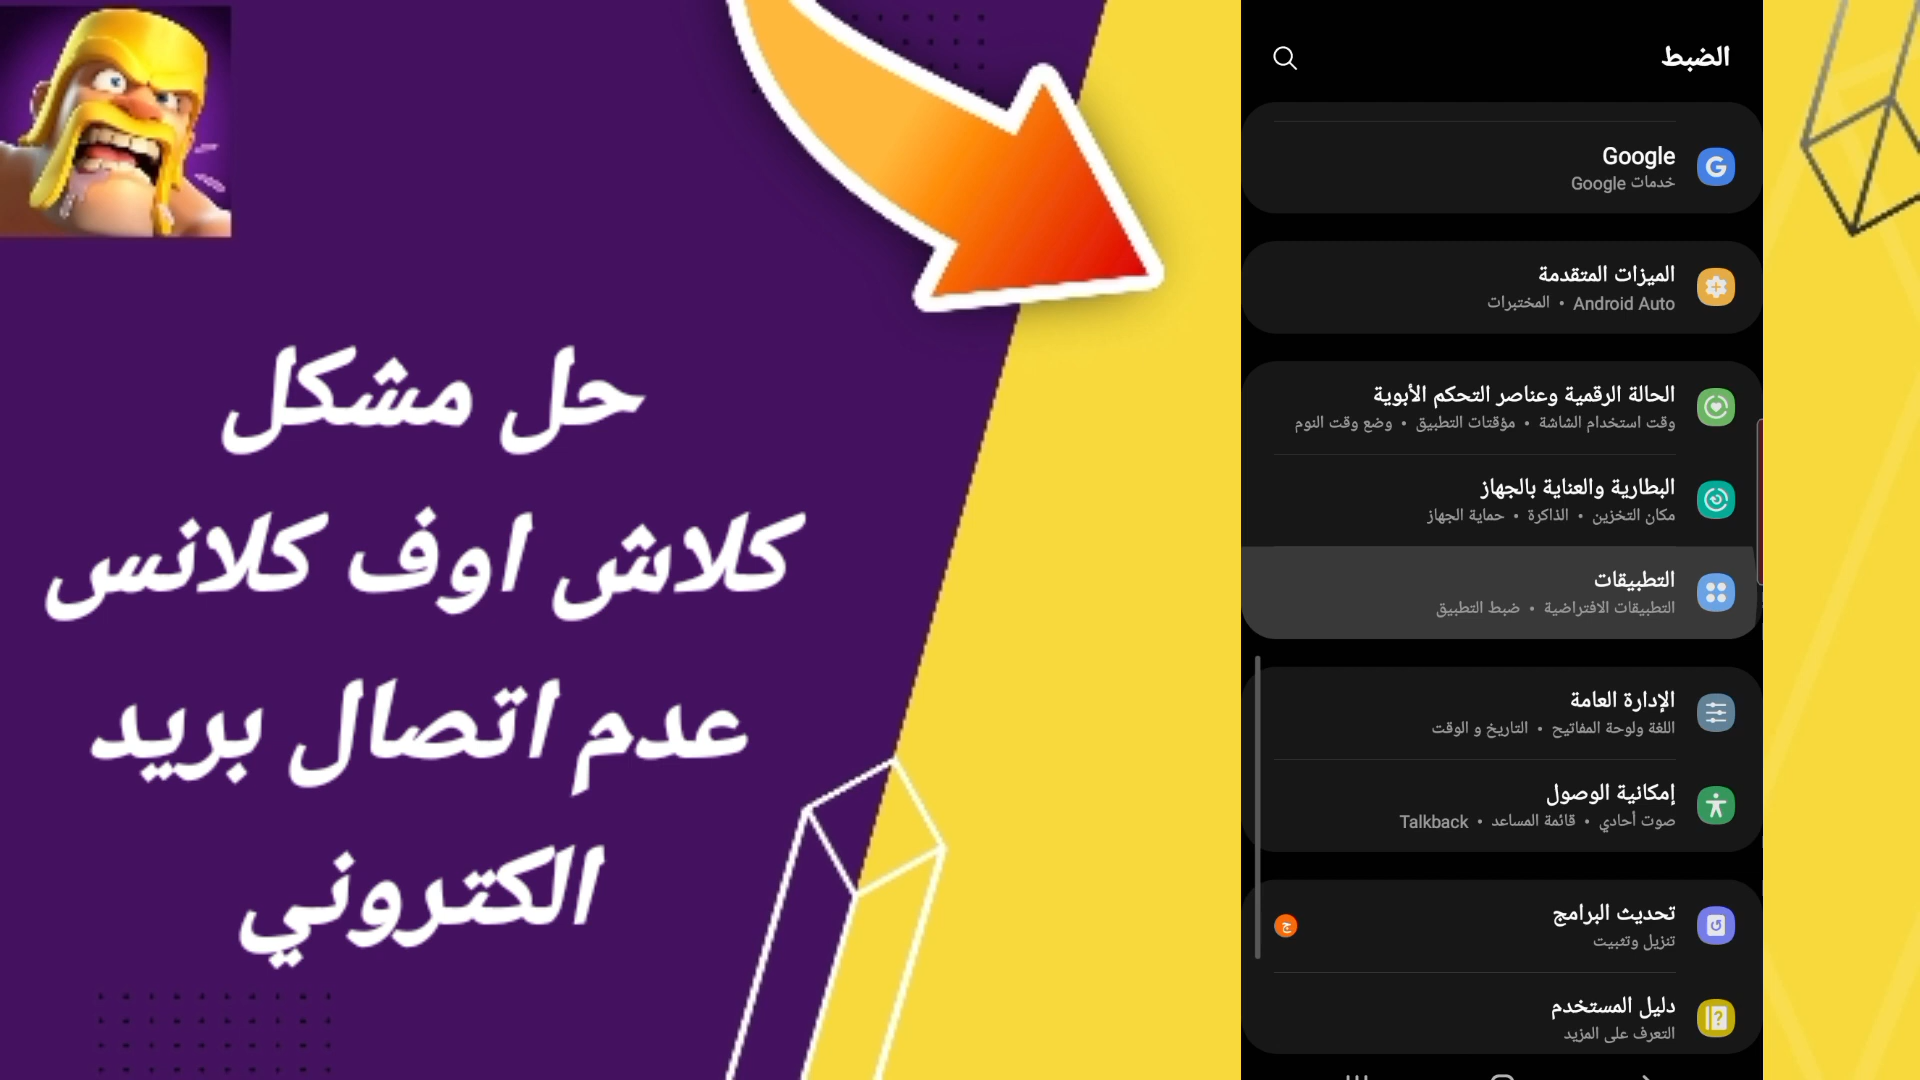 حل مشكل
كلاش اوف كلانس
عدم اتصال بريد
الكتروني
الضبط
Google
خدمات Google
الميزات المتقدمة
Android Auto • المختبرات
الحالة الرقمية وعناصر التحكم الأبوية
وقت استخدام الشاشة • مؤقتات التطبيق • وضع وقت النوم
البطارية والعناية بالجهاز
مكان التخزين • الذاكرة • حماية الجهاز
التطبيقات
التطبيقات الافتراضية • ضبط التطبيق
الإدارة العامة
اللغة ولوحة المفاتيح • التاريخ و الوقت
إمكانية الوصول
صوت أحادي • قائمة المساعد • Talkback
تحديث البرامج
ج
تنزيل وتثبيت
دليل المستخدم
التعرف على المزيد